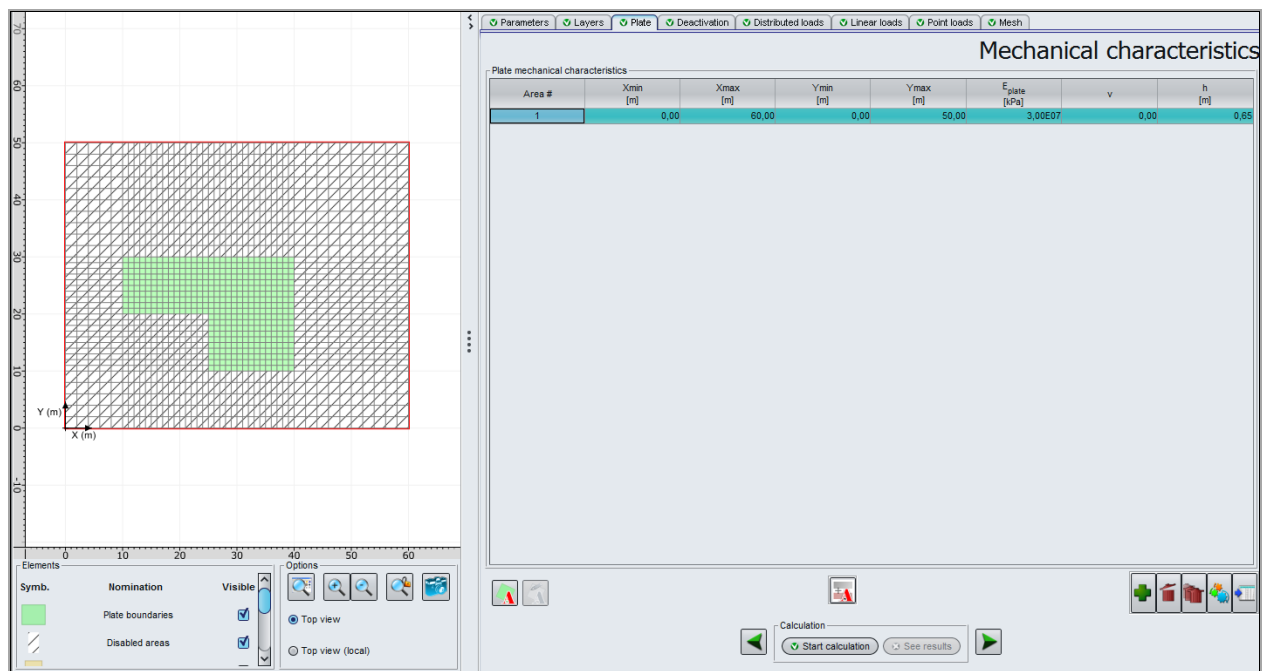 Parameters Layers Plate Deactivation Distributed loads Linear loads Point loads Mesh
Mechanical characteristics
Plate mechanical characteristics
Area # Xmin [m] Xmax [m] Ymin [m] Ymax [m] Eplate [kPa] ν h [m]
1 0,00 60,00 0,00 50,00 3,00E07 0,00 0,65
70
60
50
40
30
20
10
0
-10
Y (m)
X (m)
0 10 20 30 40 50 60
Elements
Symb. Nomination Visible
Plate boundaries
Disabled areas
Options
Top view
Top view (local)
Calculation
Start calculation See results